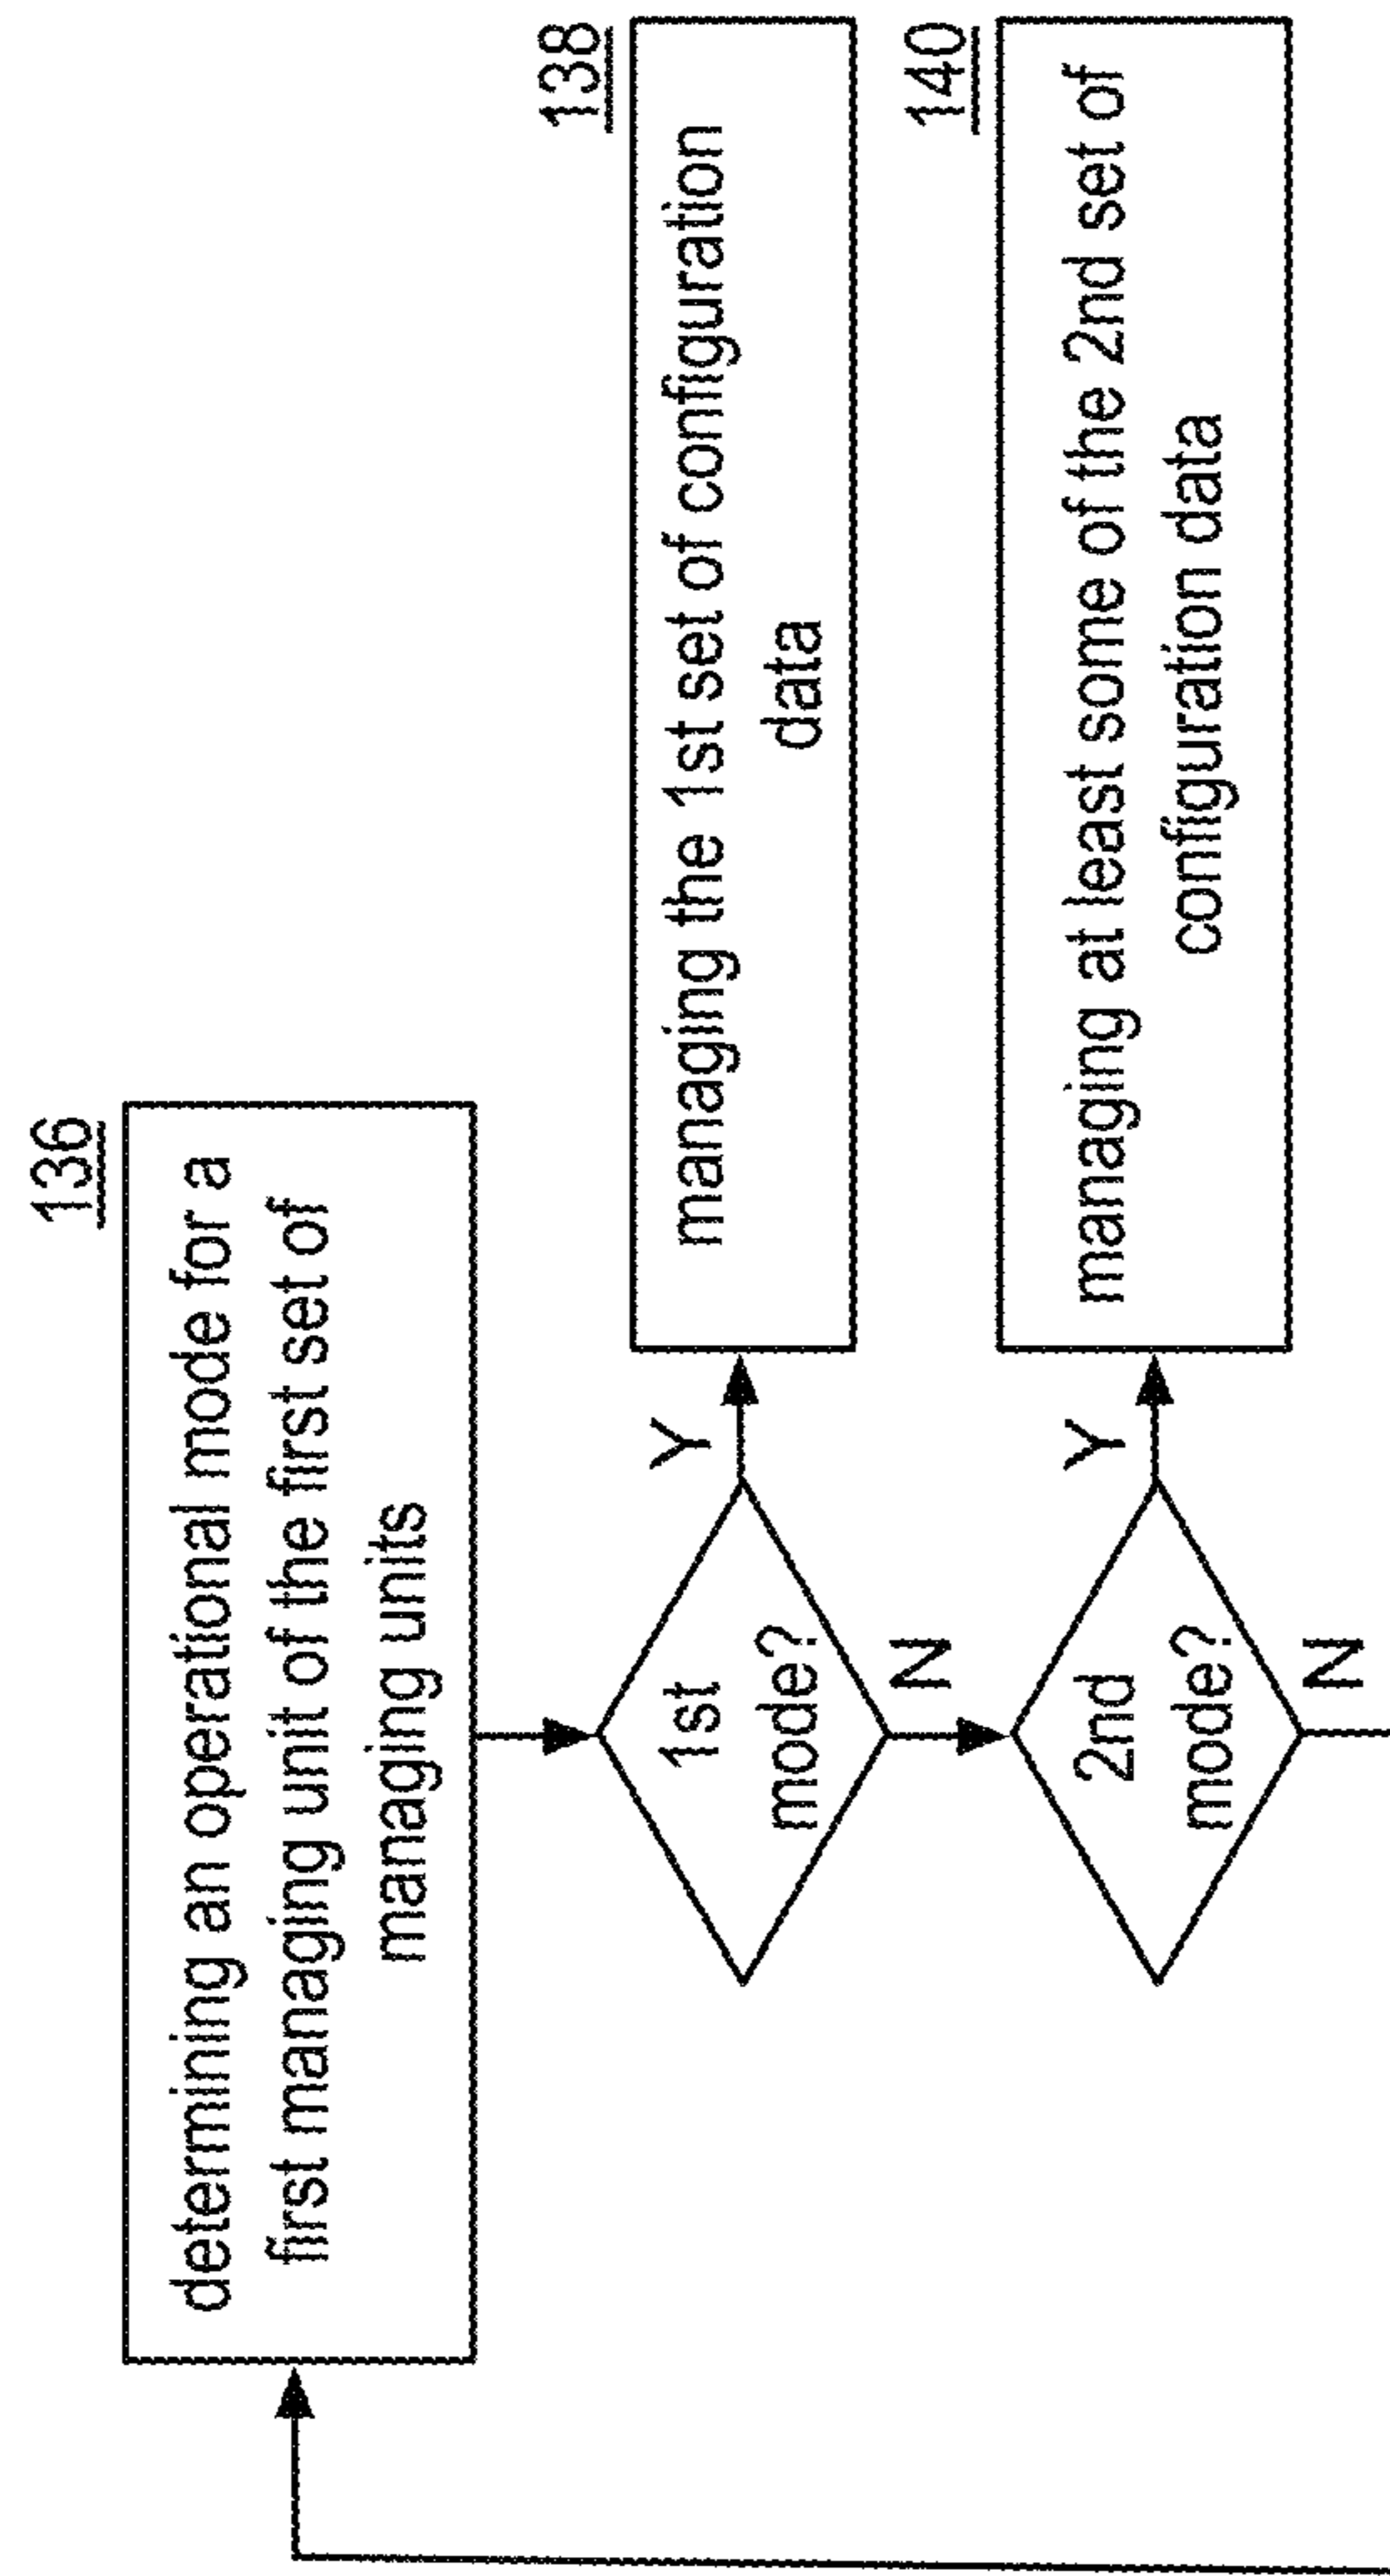 136
determining an operational mode for a
first managing unit of the first set of
managing units
1st
mode?
Y
N
138
managing the 1st set of configuration
data
2nd
mode?
Y
N
140
managing at least some of the 2nd set of
configuration data